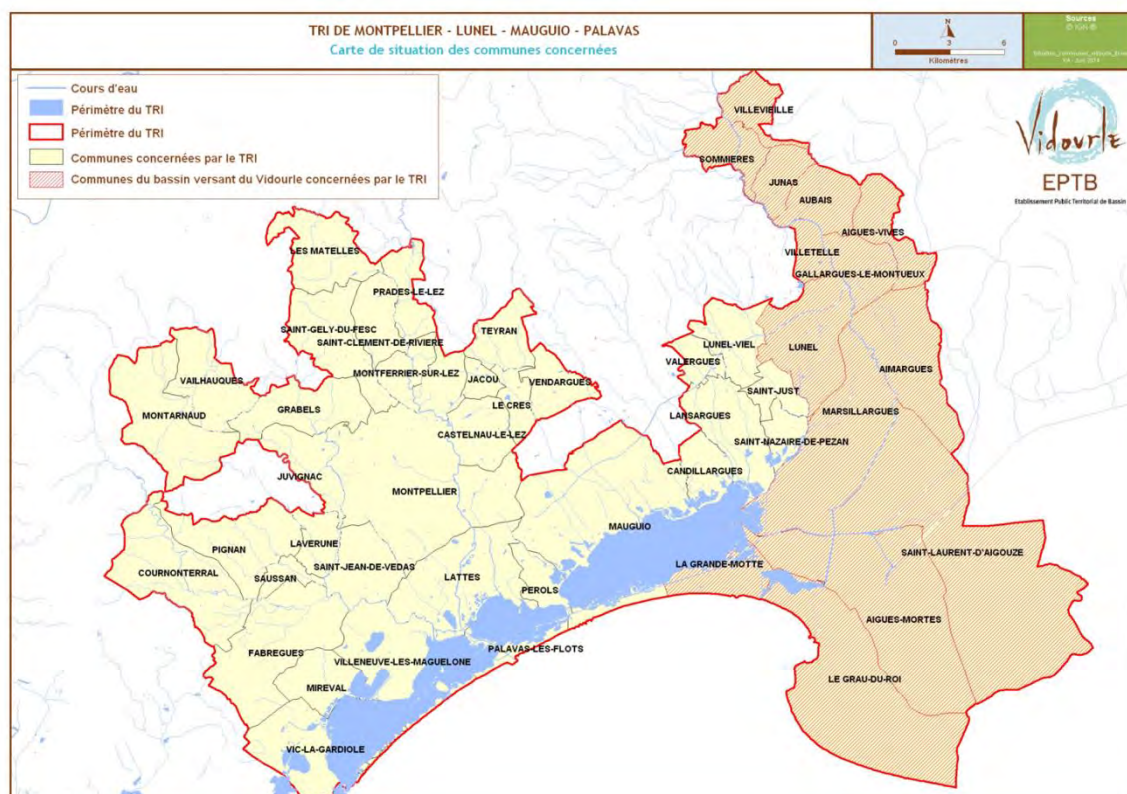 TRI DE MONTPELLIER - LUNEL - MAUGUIO - PALAVAS
Carte de situation des communes concernées
N
0 3 6
Kilomètres
Sources
© IGN ®
Cours d'eau
Périmètre du TRI
Périmètre du TRI
Communes concernées par le TRI
Communes du bassin versant du Vidourle concernées par le TRI
Vidourle
EPTB
Etablissement Public Territorial de Bassin
VILLEVIEILLE
SOMMIERES
JUNAS
AUBAIS
AIGUES-VIVES
VILLETELLE
GALLARGUES-LE-MONTUEUX
LES MATELLES
PRADES-LE-LEZ
SAINT-GELY-DU-FESC
SAINT-CLEMENT-DE-RIVIERE
TEYRAN
LUNEL-VIEL
LUNEL
VALERGUES
AIMARGUES
VAILHAUQUES
MONTFERRIER-SUR-LEZ
JACOU
VENDARGUES
SAINT-JUST
MONTARNAUD
GRABELS
LE CRES
LANSARGUES
MARSILLARGUES
CASTELNAU-LE-LEZ
SAINT-NAZAIRE-DE-PEZAN
JUVIGNAC
CANDILLARGUES
MONTPELLIER
MAUGUIO
LAVERUNE
PIGNAN
SAINT-LAURENT-D'AIGOUZE
COURNONTERRAL
SAUSSAN
SAINT-JEAN-DE-VEDAS
LA GRANDE-MOTTE
LATTES
PEROLS
AIGUES-MORTES
FABREGUES
PALAVAS-LES-FLOTS
VILLENEUVE-LES-MAGUELONE
LE GRAU-DU-ROI
MIREVAL
VIC-LA-GARDIOLE